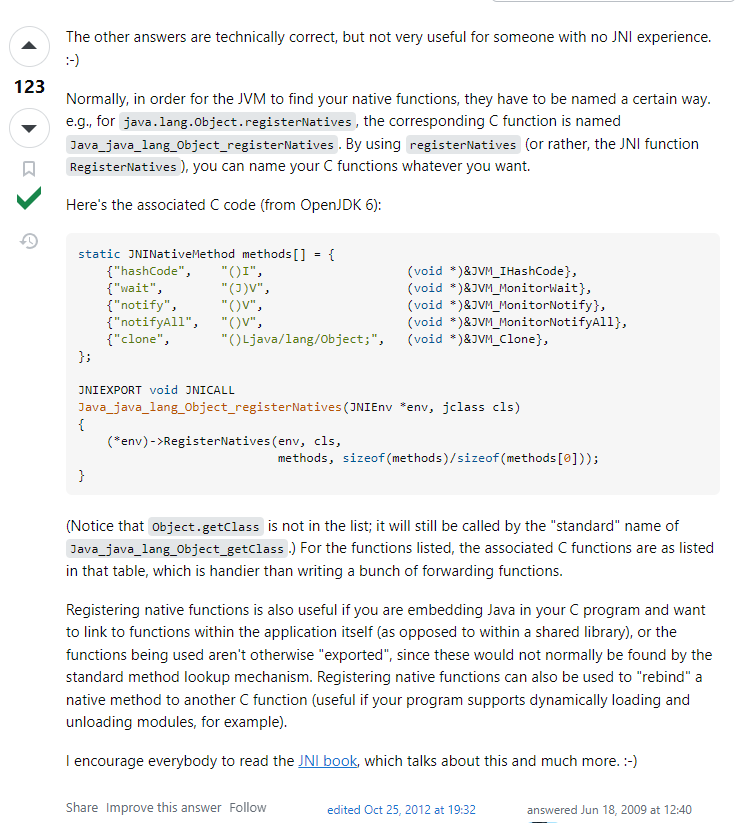 The other answers are technically correct, but not very useful for someone with no JNI experience.
:-)
123
Normally, in order for the JVM to find your native functions, they have to be named a certain way.
e.g., for java.lang.Object.registerNatives, the corresponding C function is named
Java_java_lang_Object_registerNatives. By using registerNatives (or rather, the JNI function
RegisterNatives), you can name your C functions whatever you want.
Here's the associated C code (from OpenJDK 6):
static JNINativeMethod methods[] = {
    {"hashCode",    "()I",                    (void *)&JVM_IHashCode},
    {"wait",        "(J)V",                   (void *)&JVM_MonitorWait},
    {"notify",      "()V",                    (void *)&JVM_MonitorNotify},
    {"notifyAll",   "()V",                    (void *)&JVM_MonitorNotifyAll},
    {"clone",       "()Ljava/lang/Object;",   (void *)&JVM_Clone},
};
JNIEXPORT void JNICALL
Java_java_lang_Object_registerNatives(JNIEnv *env, jclass cls)
{
    (*env)->RegisterNatives(env, cls,
                            methods, sizeof(methods)/sizeof(methods[0]));
}
(Notice that Object.getClass is not in the list; it will still be called by the "standard" name of
Java_java_lang_Object_getClass.) For the functions listed, the associated C functions are as listed
in that table, which is handier than writing a bunch of forwarding functions.
Registering native functions is also useful if you are embedding Java in your C program and want
to link to functions within the application itself (as opposed to within a shared library), or the
functions being used aren't otherwise "exported", since these would not normally be found by the
standard method lookup mechanism. Registering native functions can also be used to "rebind" a
native method to another C function (useful if your program supports dynamically loading and
unloading modules, for example).
I encourage everybody to read the JNI book, which talks about this and much more. :-)
Share Improve this answer Follow edited Oct 25, 2012 at 19:32 answered Jun 18, 2009 at 12:40